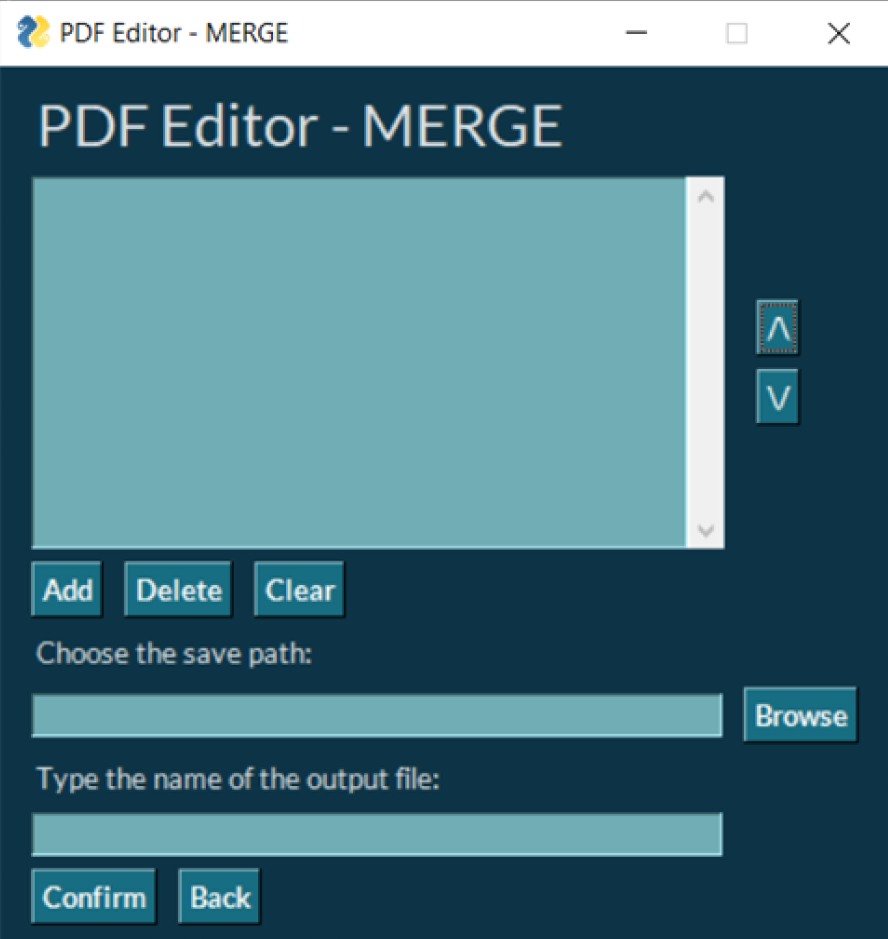 PDF Editor - MERGE
PDF Editor - MERGE
Λ
V
Add Delete Clear
Choose the save path:
Browse
Type the name of the output file:
Confirm Back